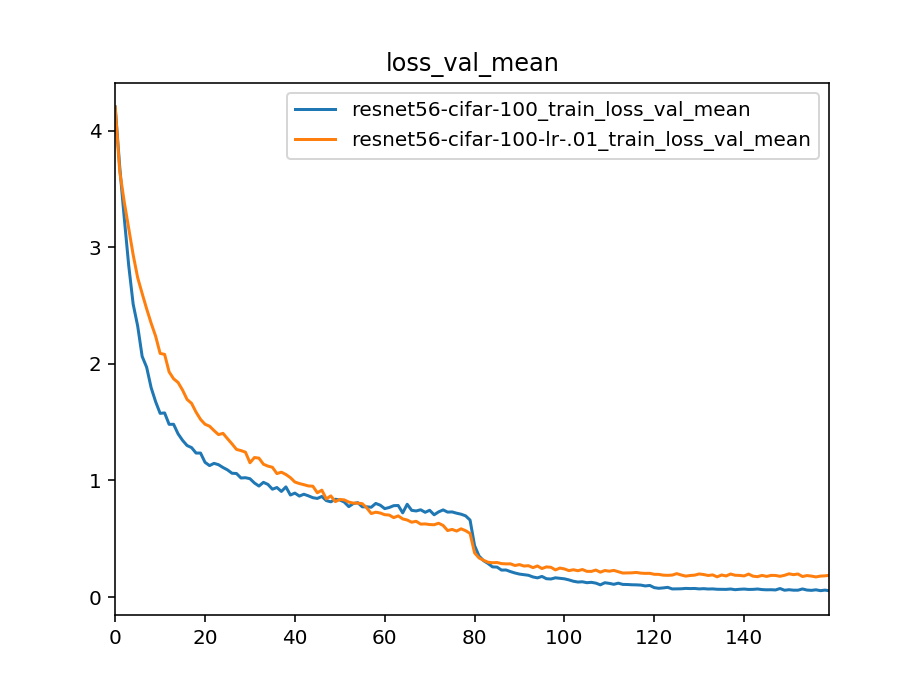 loss_val_mean
resnet56-cifar-100_train_loss_val_mean
resnet56-cifar-100-lr-.01_train_loss_val_mean
4
3
2
1
0
0 20 40 60 80 100 120 140